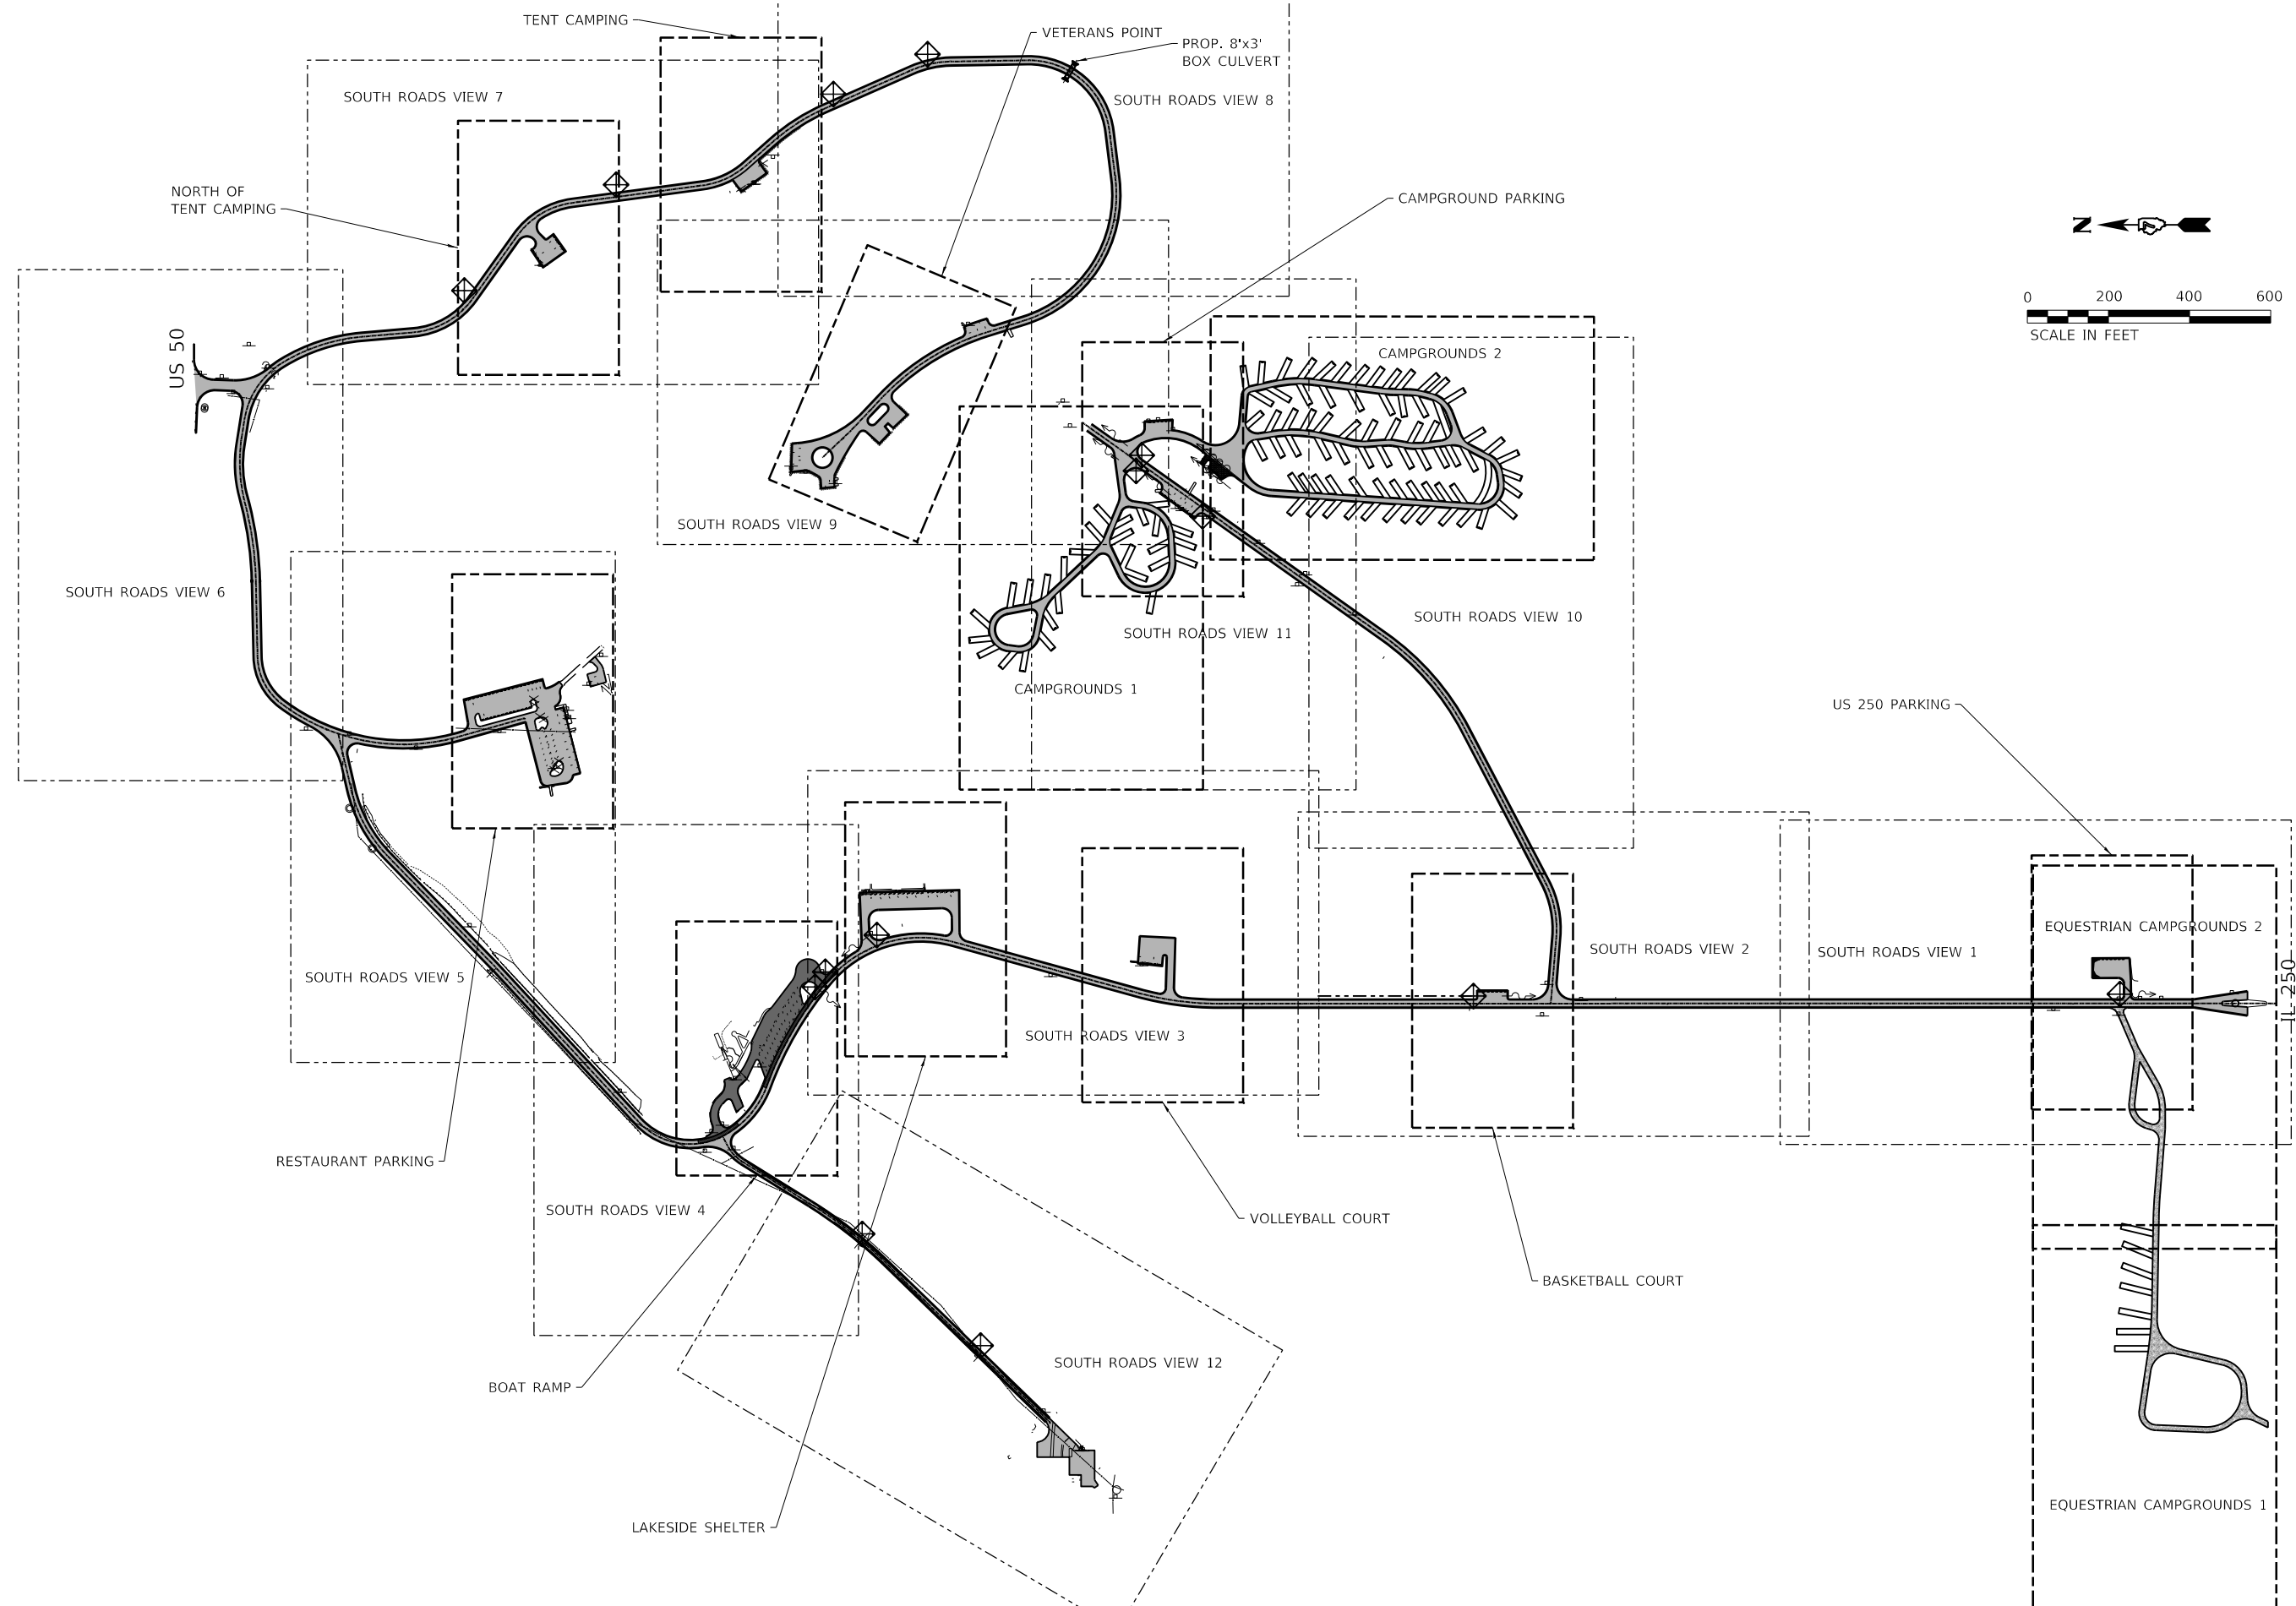 TENT CAMPING
VETERANS POINT
PROP. 8'x3'
BOX CULVERT
SOUTH ROADS VIEW 7
SOUTH ROADS VIEW 8
NORTH OF
TENT CAMPING
CAMPGROUND PARKING
N
0 200 400 600
SCALE IN FEET
US 50
CAMPGROUNDS 2
SOUTH ROADS VIEW 9
SOUTH ROADS VIEW 6
SOUTH ROADS VIEW 10
SOUTH ROADS VIEW 11
CAMPGROUNDS 1
US 250 PARKING
EQUESTRIAN CAMPGROUNDS 2
SOUTH ROADS VIEW 2
SOUTH ROADS VIEW 1
SOUTH ROADS VIEW 5
IL 250
SOUTH ROADS VIEW 3
RESTAURANT PARKING
SOUTH ROADS VIEW 4
VOLLEYBALL COURT
BASKETBALL COURT
SOUTH ROADS VIEW 12
BOAT RAMP
EQUESTRIAN CAMPGROUNDS 1
LAKESIDE SHELTER